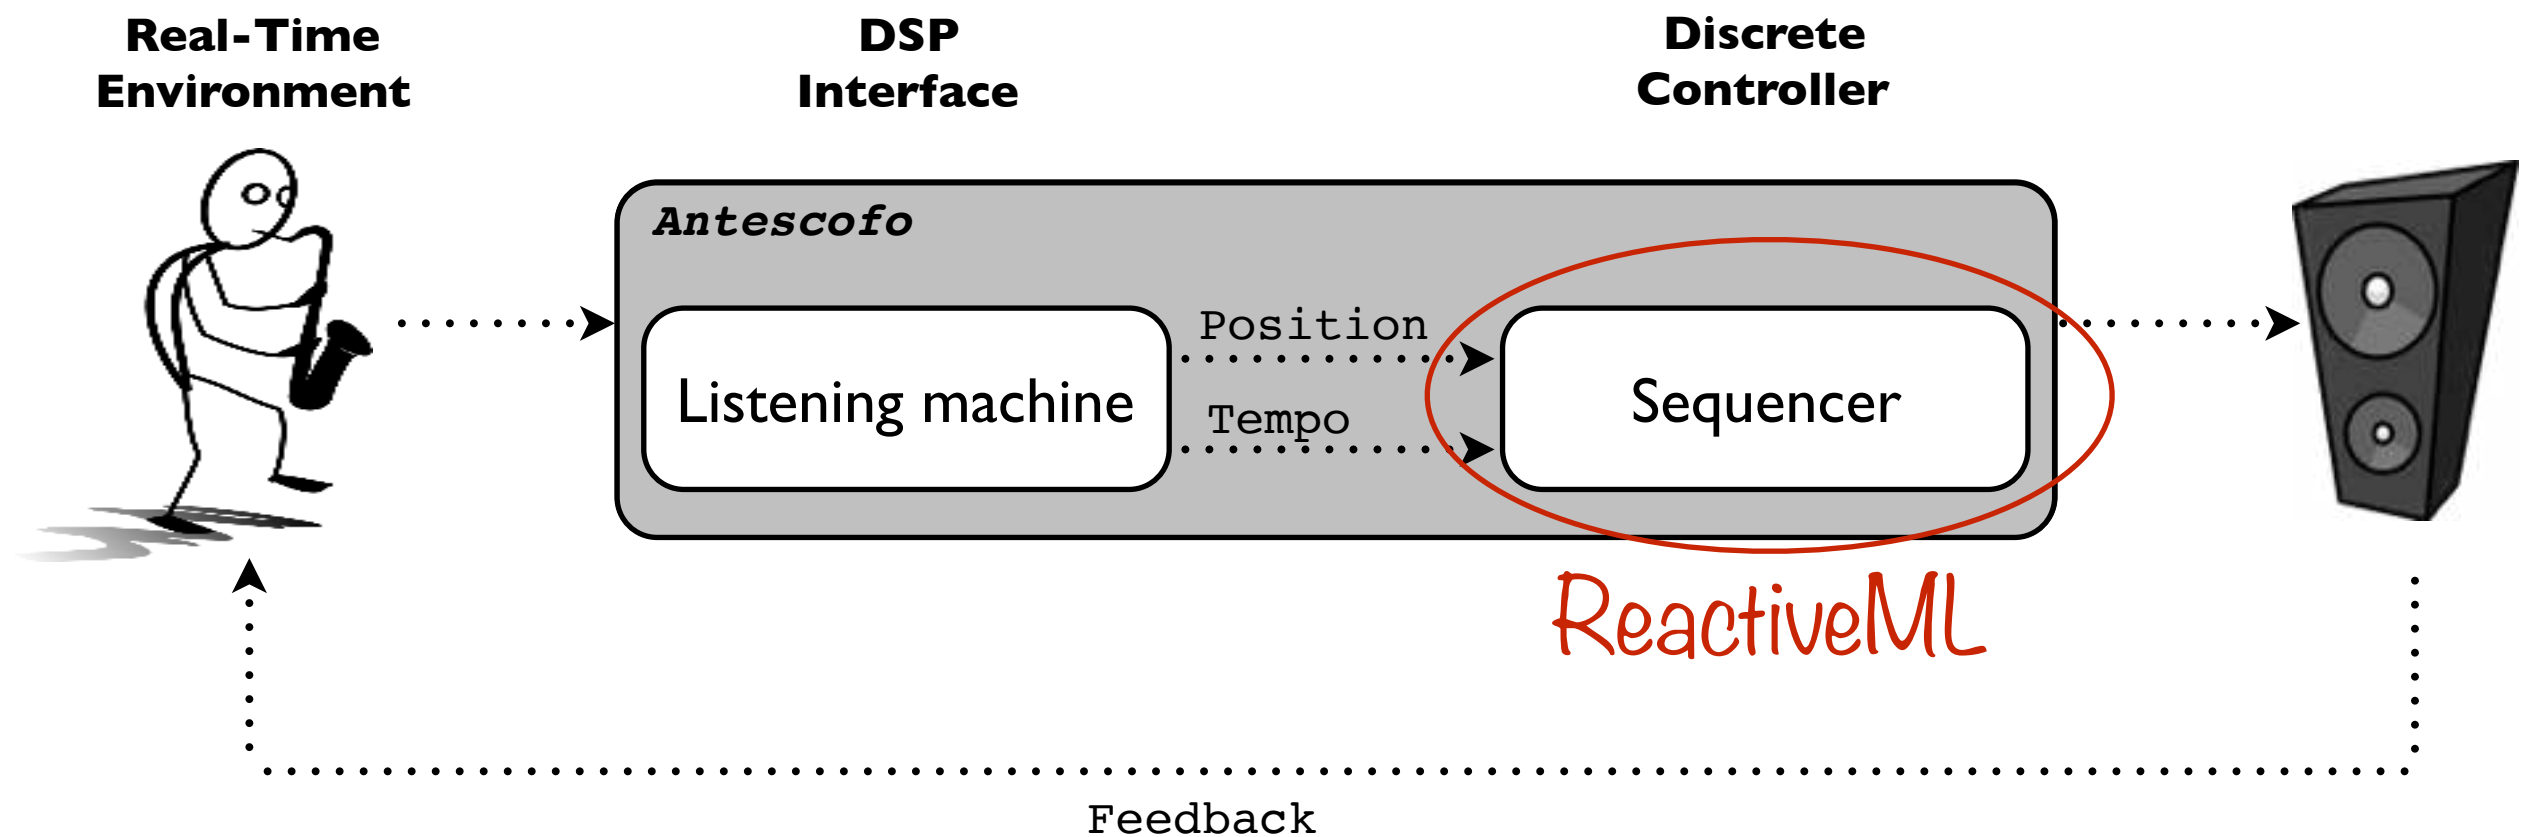 Real-Time
Environment
DSP
Interface
Discrete
Controller
Antescofo
Listening machine
Position
Tempo
Sequencer
ReactiveML
Feedback